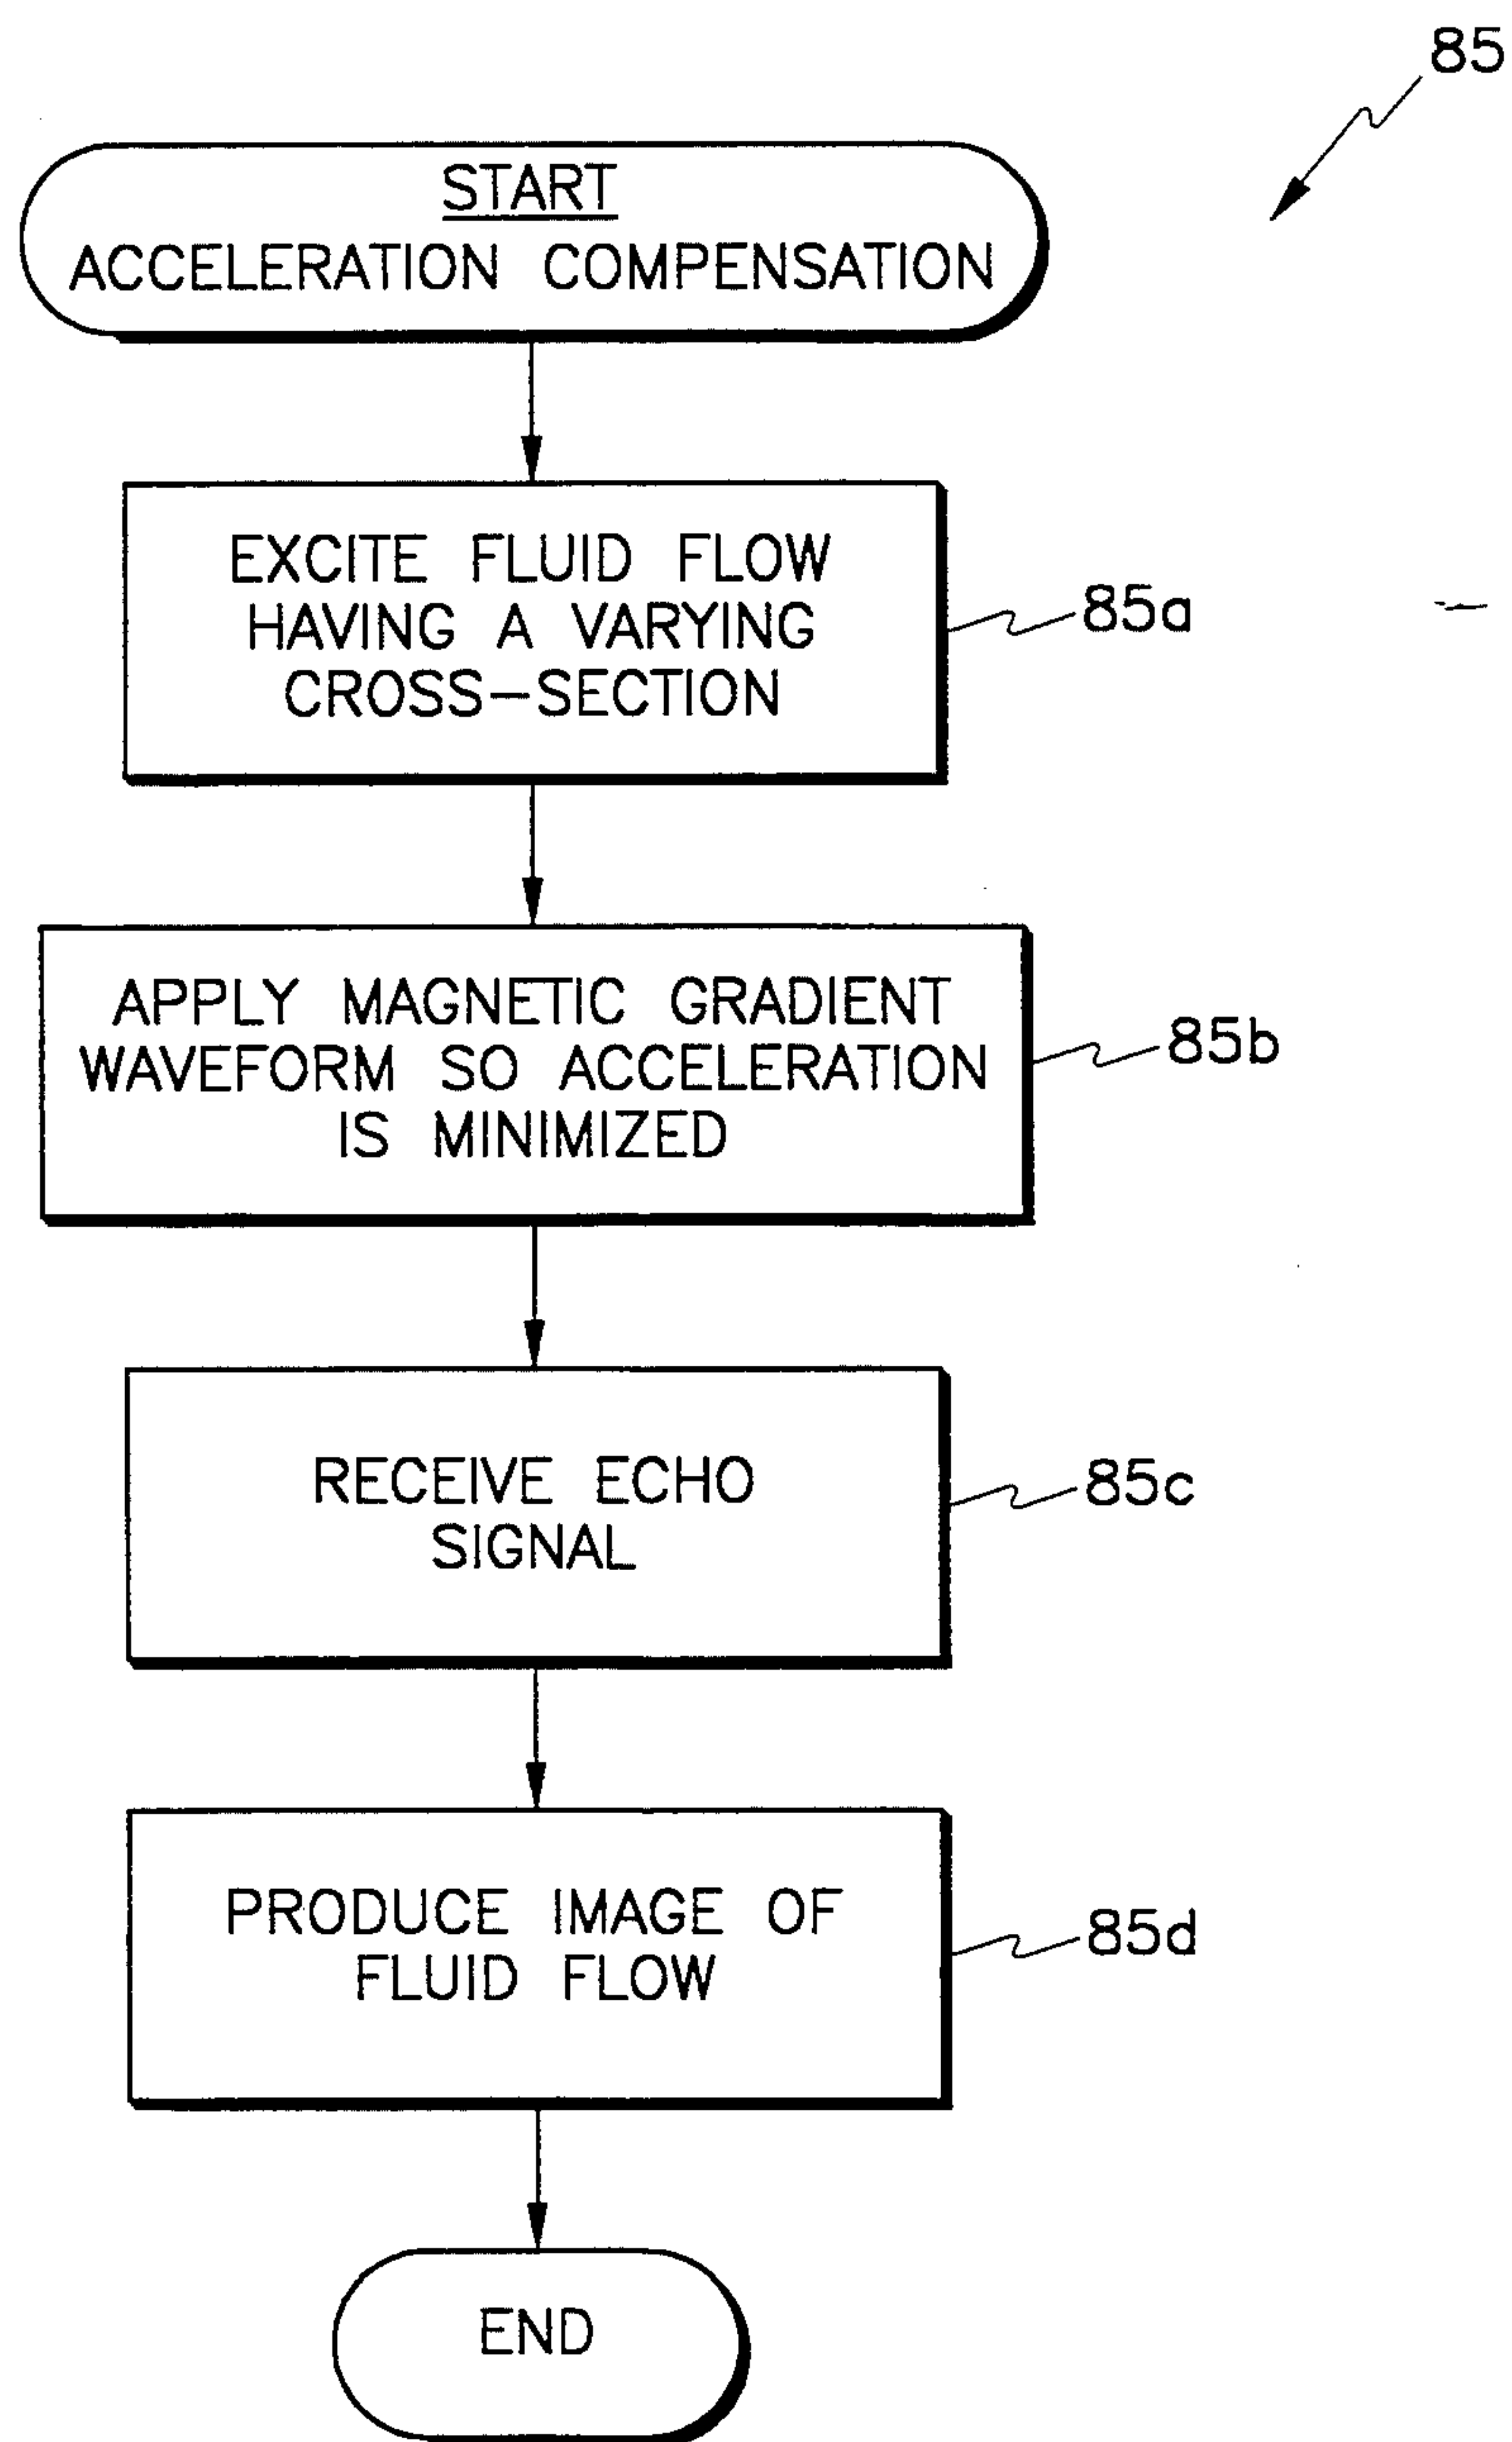 85
START
ACCELERATION COMPENSATION
EXCITE FLUID FLOW
HAVING A VARYING
CROSS-SECTION
85a
APPLY MAGNETIC GRADIENT
WAVEFORM SO ACCELERATION
IS MINIMIZED
85b
RECEIVE ECHO
SIGNAL
85c
PRODUCE IMAGE OF
FLUID FLOW
85d
END